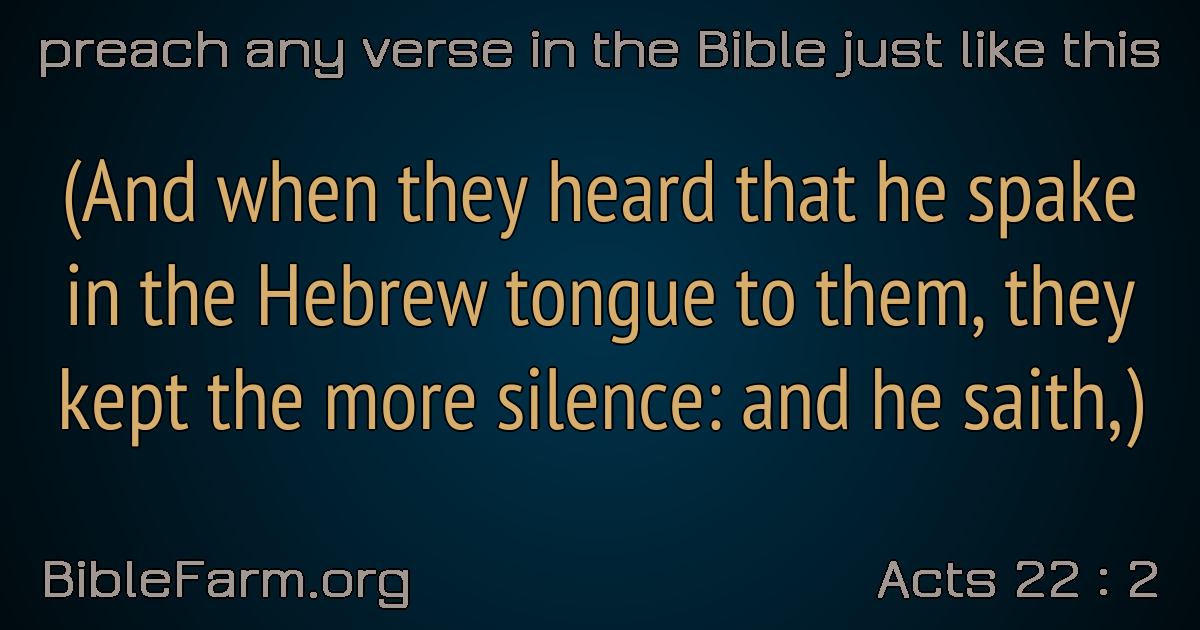 preach any verse in the Bible just like this
(And when they heard that he spake
in the Hebrew tongue to them, they
kept the more silence: and he saith,)
BibleFarm.org
Acts 22 : 2